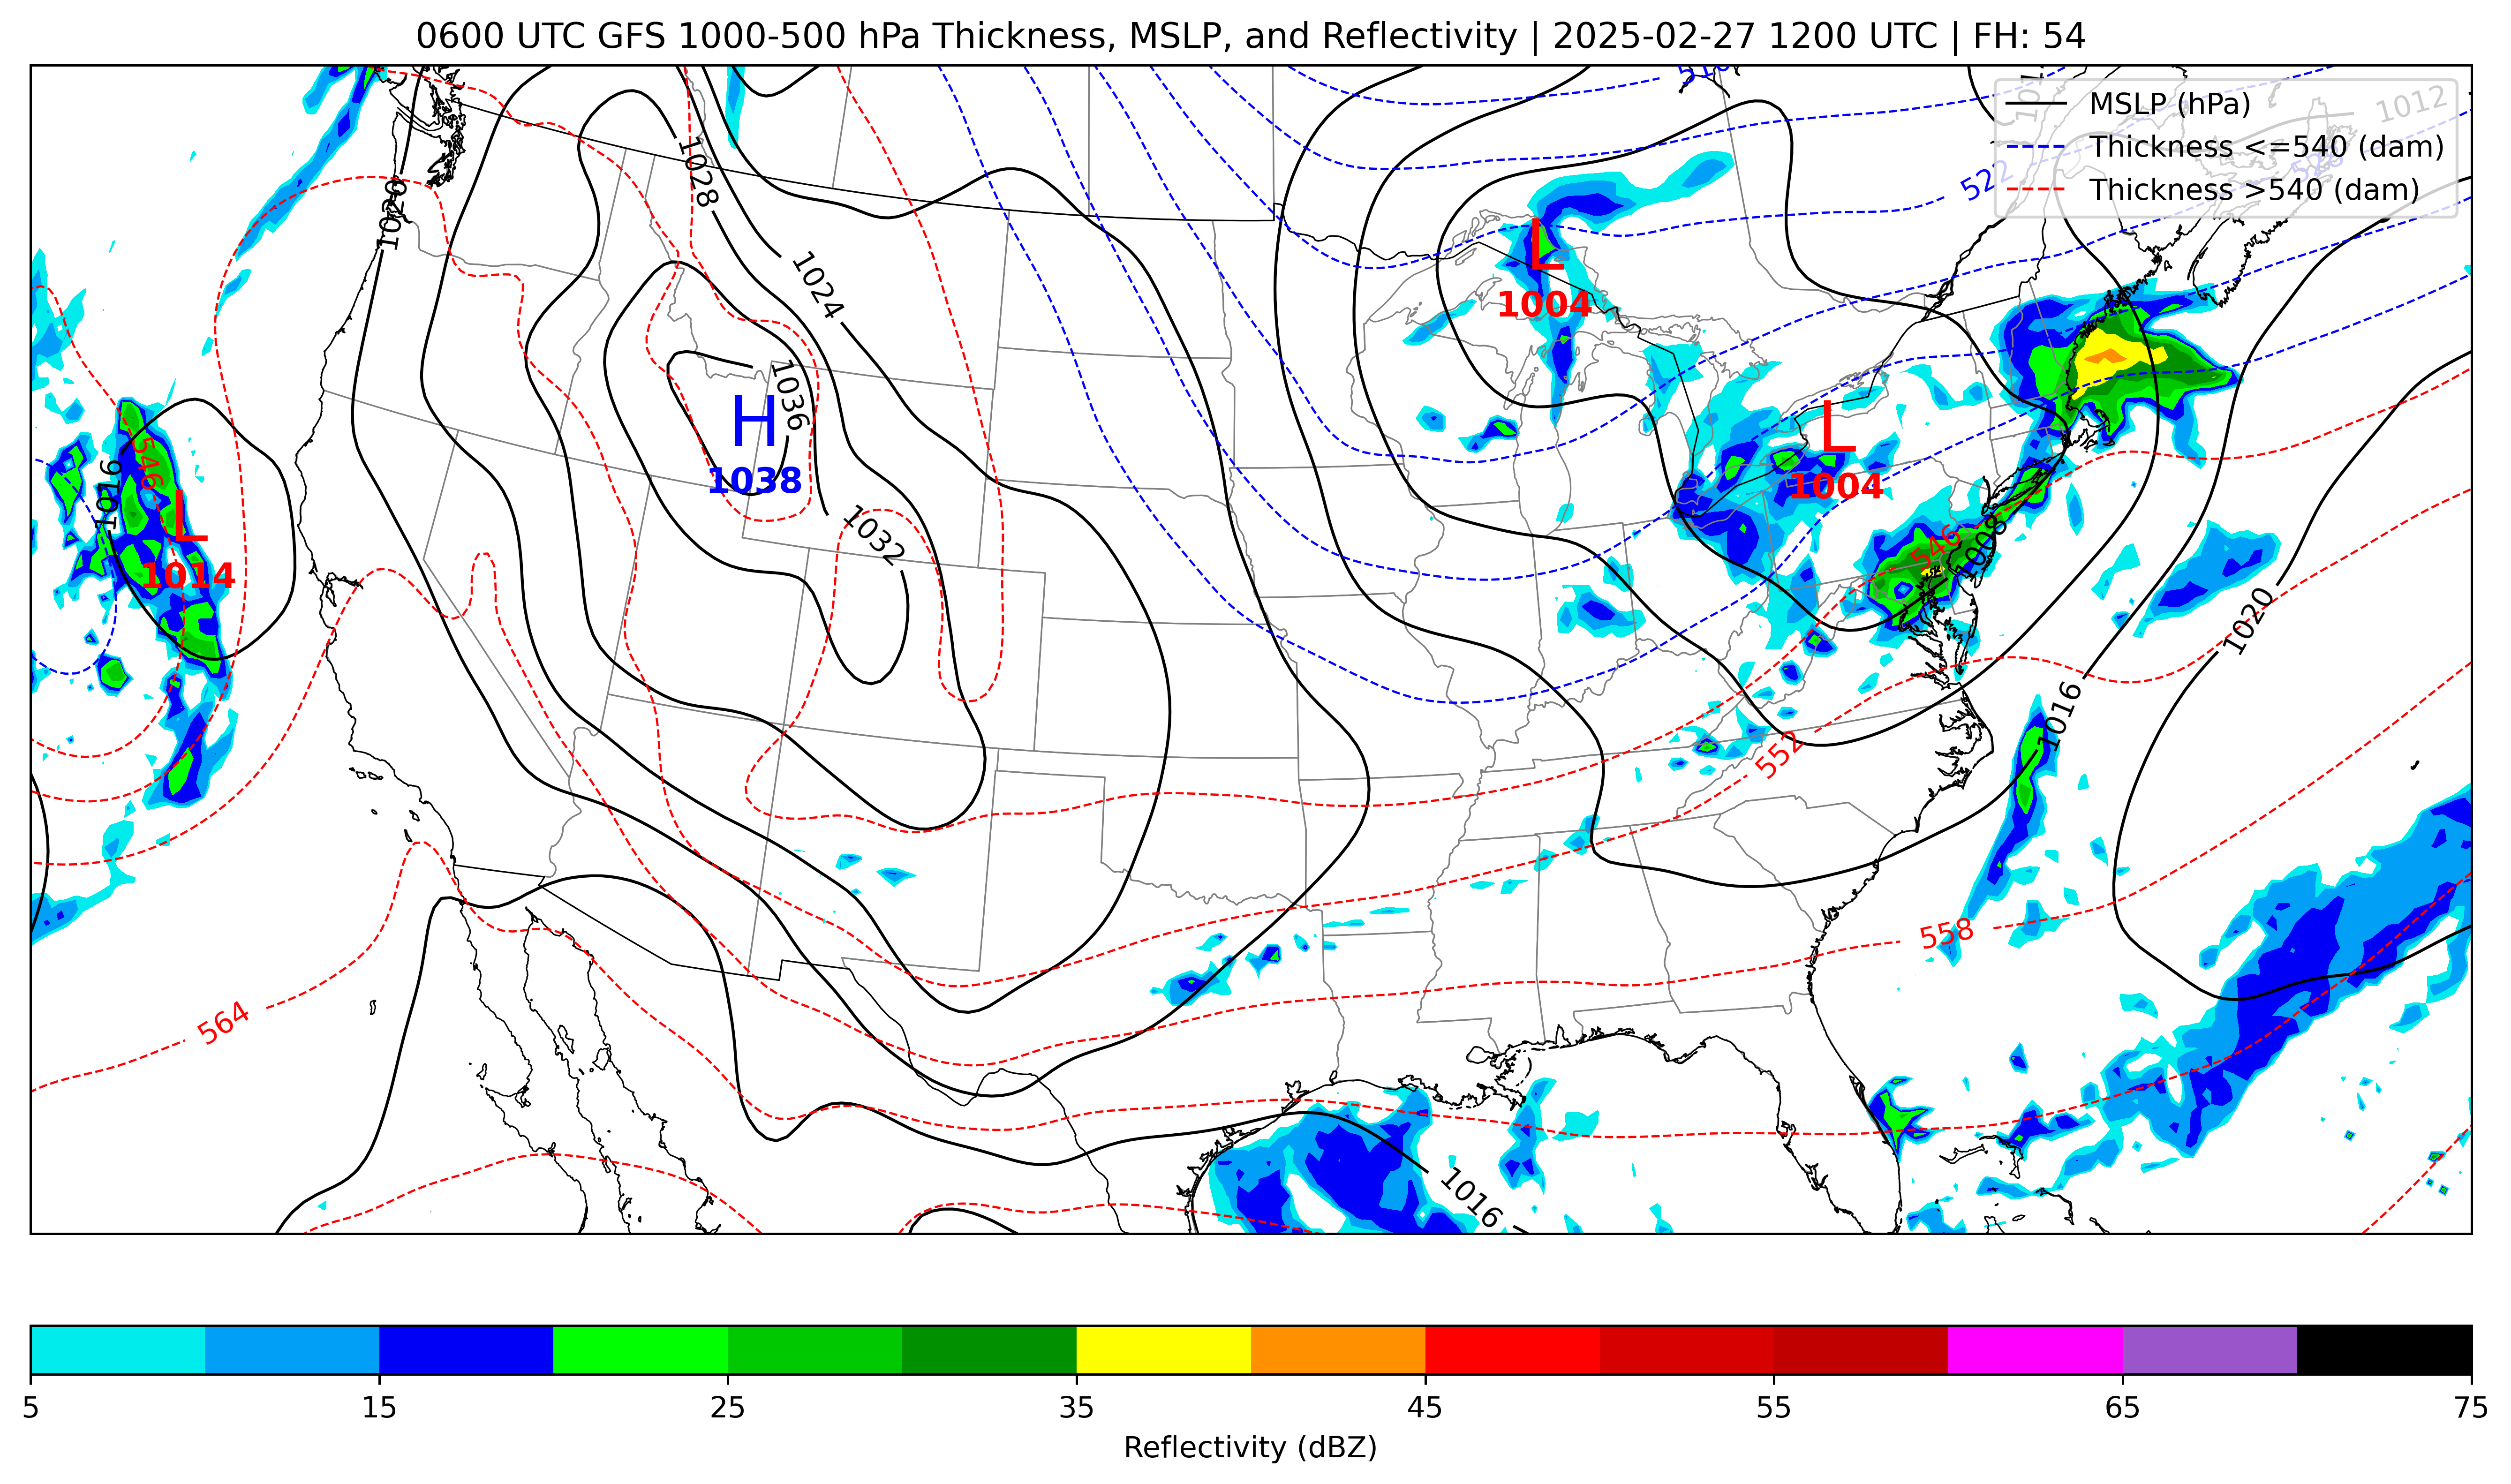 0600 UTC GFS 1000-500 hPa Thickness, MSLP, and Reflectivity | 2025-02-27 1200 UTC | FH: 54
MSLP (hPa)
Thickness <=540 (dam)
Thickness >540 (dam)
1012
522
1020
1028
1024
L
1004
1036
H
1038
L
1004
546
1016
L
1014
1032
546
1008
1020
1016
552
558
564
1016
5 15 25 35 45 55 65 75
Reflectivity (dBZ)